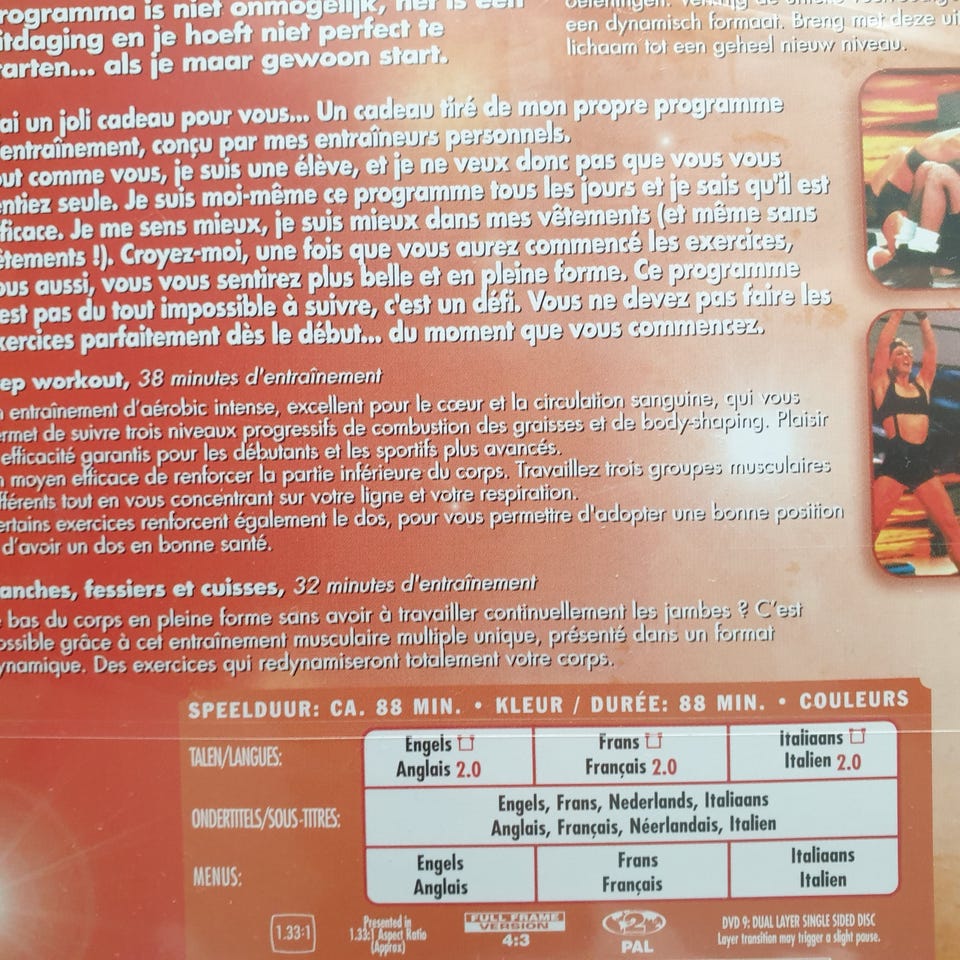 programma is niet onmogelijk, het is een
itdaging en je hoeft niet perfect te
tarten... als je maar gewoon start.
een dynamisch formaat. Breng met deze uit
lichaam tot een geheel nieuw niveau.
ai un joli cadeau pour vous... Un cadeau tiré de mon propre programme
entraînement, conçu par mes entraîneurs personnels.
out comme vous, je suis une élève, et je ne veux donc pas que vous vous
entiez seule. Je suis moi-même ce programme tous les jours et je sais qu'il est
fficace. Je me sens mieux, je suis mieux dans mes vêtements (et même sans
êtements !). Croyez-moi, une fois que vous aurez commencé les exercices,
ous aussi, vous vous sentirez plus belle et en pleine forme. Ce programme
est pas du tout impossible à suivre, c'est un défi. Vous ne devez pas faire les
xercices parfaitement dès le début... du moment que vous commencez.
ep workout, 38 minutes d'entraînement
n entraînement d'aérobic intense, excellent pour le cœur et la circulation sanguine, qui vous
ermet de suivre trois niveaux progressifs de combustion des graisses et de body-shaping. Plaisir
efficacité garantis pour les débutants et les sportifs plus avancés.
n moyen efficace de renforcer la partie inférieure du corps. Travaillez trois groupes musculaires
fférents tout en vous concentrant sur votre ligne et votre respiration.
ertains exercices renforcent également le dos, pour vous permettre d'adopter une bonne position
d'avoir un dos en bonne santé.
anches, fessiers et cuisses, 32 minutes d'entraînement
e bas du corps en pleine forme sans avoir à travailler continuellement les jambes ? C'est
ossible grâce à cet entraînement musculaire multiple unique, présenté dans un format
ynamique. Des exercices qui redynamiseront totalement votre corps.
SPEELDUUR: CA. 88 MIN. • KLEUR / DURÉE: 88 MIN. • COULEURS
TALEN/LANGUES:
Engels
Anglais 2.0
Frans
Français 2.0
Italiaans
Italien 2.0
ONDERTITELS/SOUS-TITRES:
Engels, Frans, Nederlands, Italiaans
Anglais, Français, Néerlandais, Italien
MENUS:
Engels
Anglais
Frans
Français
Italiaans
Italien
1.33:1
Presented in
1.33:1 Aspect Ratio
(Approx)
FULL FRAME
VERSION
4:3
2
PAL
DVD 9: DUAL LAYER SINGLE SIDED DISC
Layer transition may trigger a slight pause.